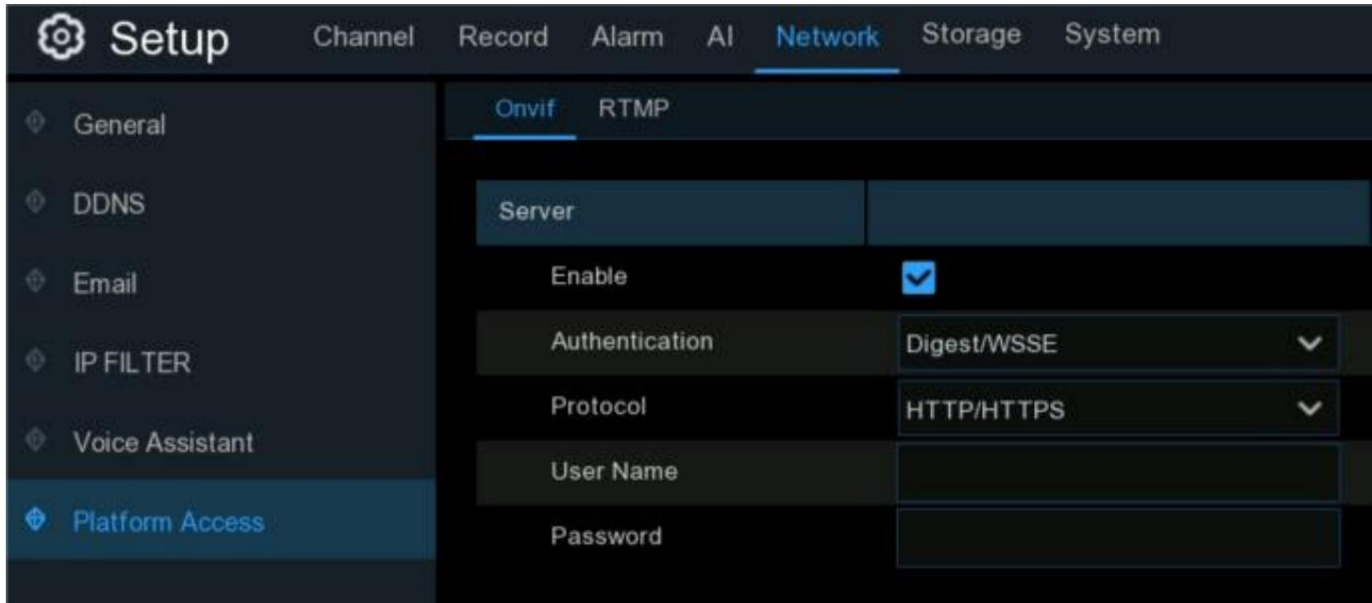 Setup Channel Record Alarm AI Network Storage System
General
DDNS
Email
IP FILTER
Voice Assistant
Platform Access
Onvif RTMP
Server
Enable
Authentication Digest/WSSE
Protocol HTTP/HTTPS
User Name
Password